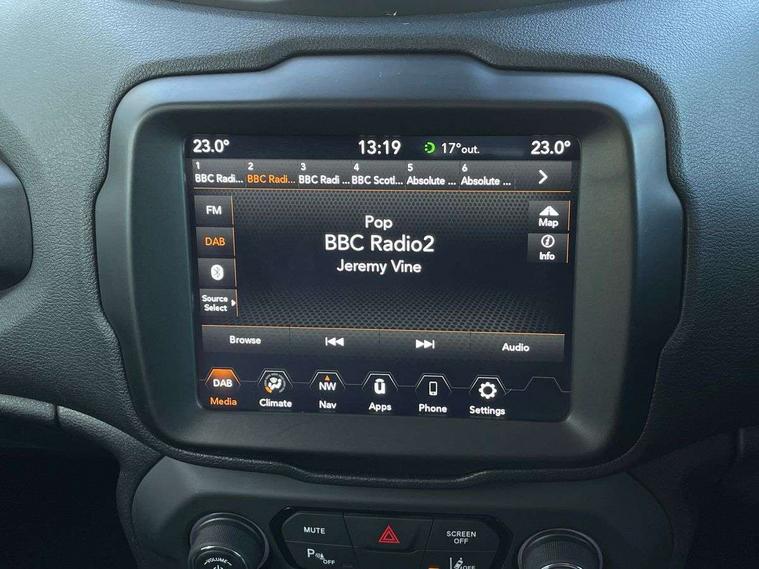 23.0° 13:19 17°out. 23.0°
1 2 3 4 5 6
BBC Radi... BBC Radi... BBC Radi ... BBC Scotl... Absolute ... Absolute ...
FM
DAB
Source
Select
Pop
BBC Radio2
Jeremy Vine
Map
Info
Browse Audio
DAB NW
Media Climate Nav Apps Phone Settings
MUTE SCREEN
OFF
P OFF OFF
VOLUME